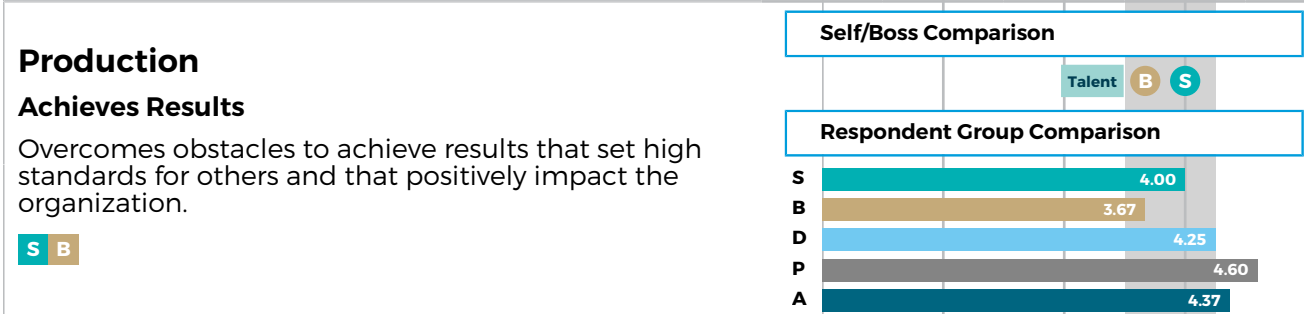 Production
Achieves Results
Overcomes obstacles to achieve results that set high
standards for others and that positively impact the
organization.
S B
Self/Boss Comparison
Talent B S
Respondent Group Comparison
S 4.00
B 3.67
D 4.25
P 4.60
A 4.37